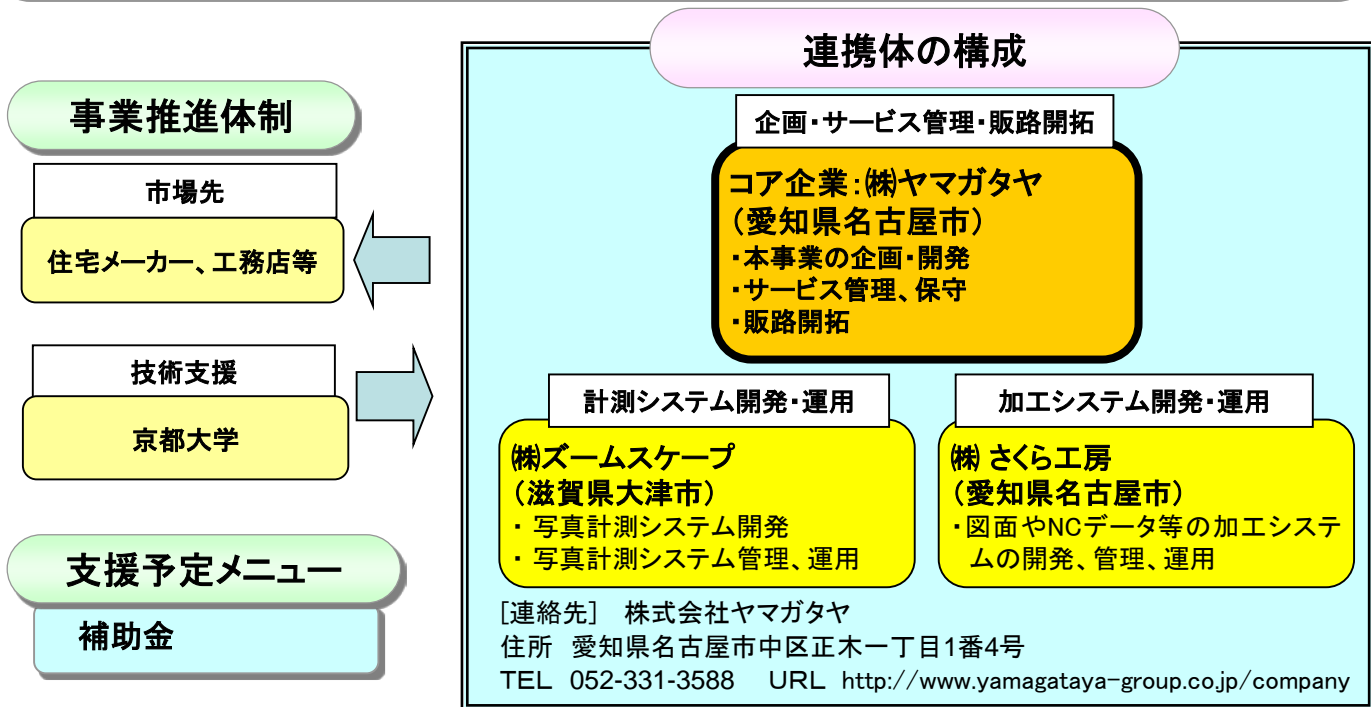 連携体の構成
事業推進体制
市場先
住宅メーカー、工務店等
技術支援
京都大学
支援予定メニュー
補助金
企画・サービス管理・販路開拓
コア企業：㈱ヤマガタヤ
（愛知県名古屋市）
・本事業の企画・開発
・サービス管理、保守
・販路開拓
計測システム開発・運用
㈱ズームスケープ
（滋賀県大津市）
・ 写真計測システム開発
・ 写真計測システム管理、運用
加工システム開発・運用
㈱ さくら工房
（愛知県名古屋市）
・図面やNCデータ等の加工システ
ムの開発、管理、運用
[連絡先]　株式会社ヤマガタヤ
住所　愛知県名古屋市中区正木一丁目1番4号
TEL　052-331-3588　 URL　http://www.yamagataya-group.co.jp/company